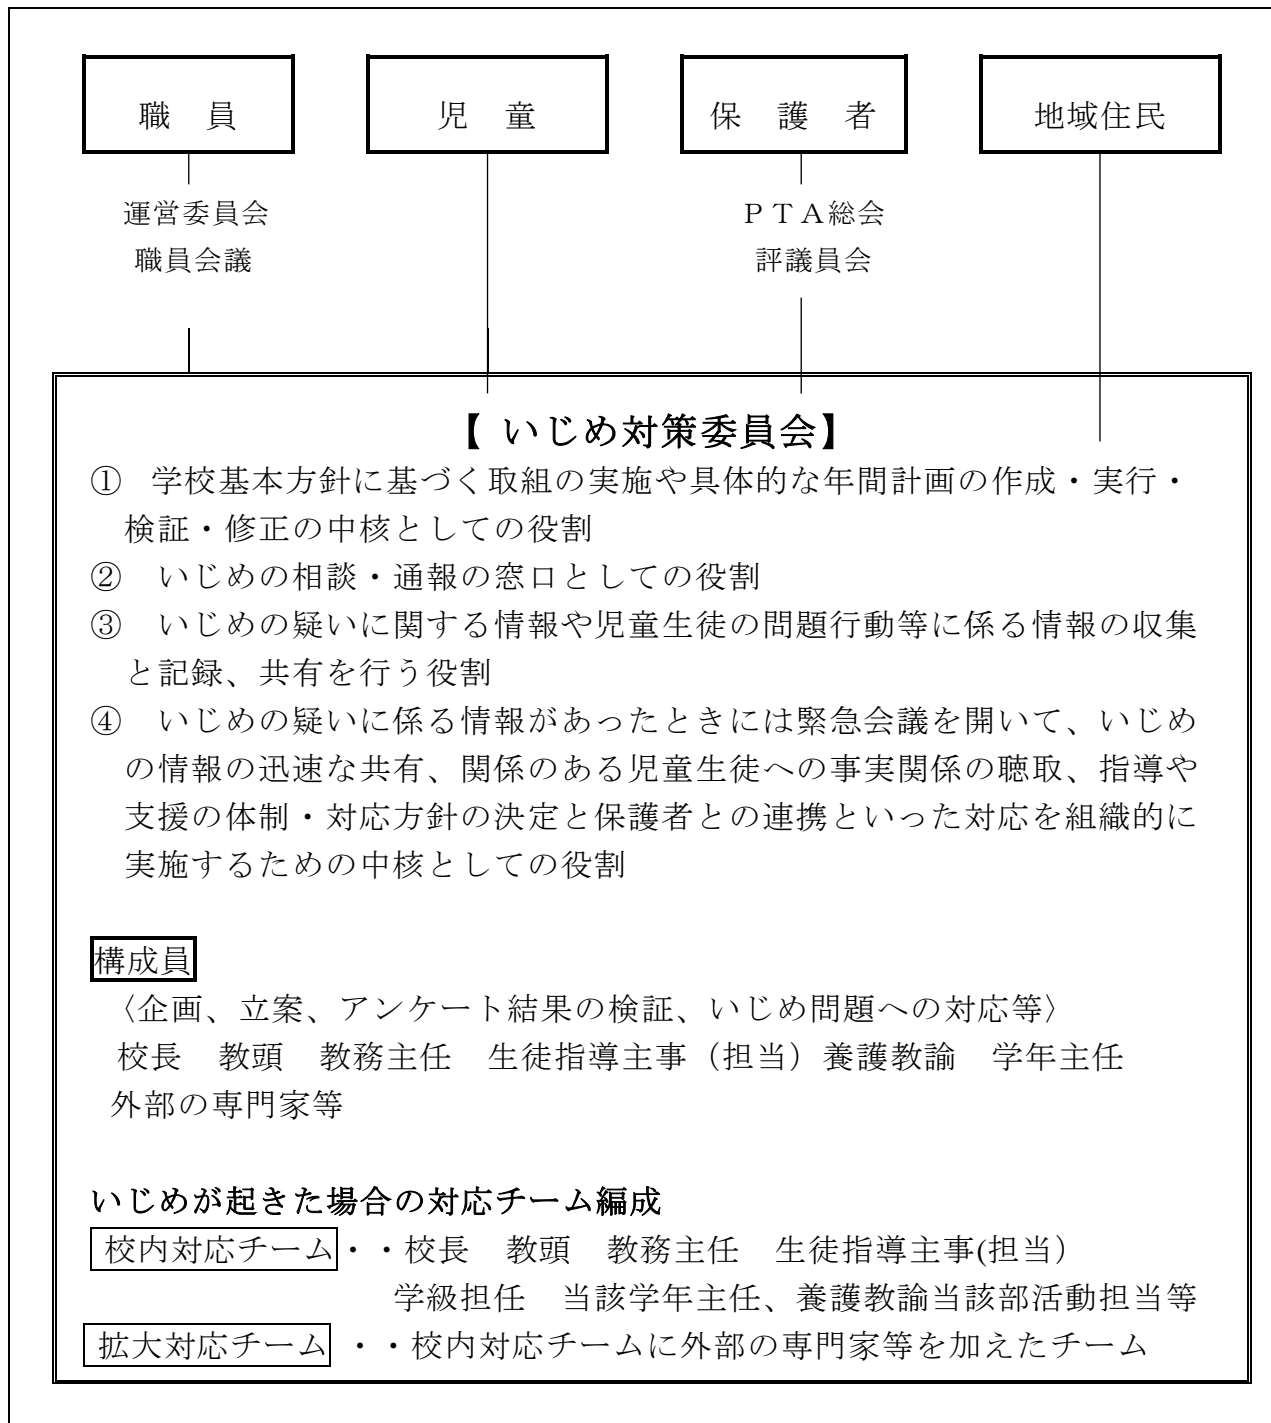 職　員
児　童
保　護　者
地域住民
運営委員会
職員会議
ＰＴＡ総会
評議員会
【 いじめ対策委員会】
①　学校基本方針に基づく取組の実施や具体的な年間計画の作成・実行・
検証・修正の中核としての役割
②　いじめの相談・通報の窓口としての役割
③　いじめの疑いに関する情報や児童生徒の問題行動等に係る情報の収集
と記録、共有を行う役割
④　いじめの疑いに係る情報があったときには緊急会議を開いて、いじめ
の情報の迅速な共有、関係のある児童生徒への事実関係の聴取、指導や
支援の体制・対応方針の決定と保護者との連携といった対応を組織的に
実施するための中核としての役割
構成員
〈企画、立案、アンケート結果の検証、いじめ問題への対応等〉
校長　教頭　教務主任　生徒指導主事（担当）養護教諭　学年主任
外部の専門家等
いじめが起きた場合の対応チーム編成
校内対応チーム・・校長　教頭　教務主任　生徒指導主事(担当）
学級担任　当該学年主任、養護教諭当該部活動担当等
拡大対応チーム ・・校内対応チームに外部の専門家等を加えたチーム